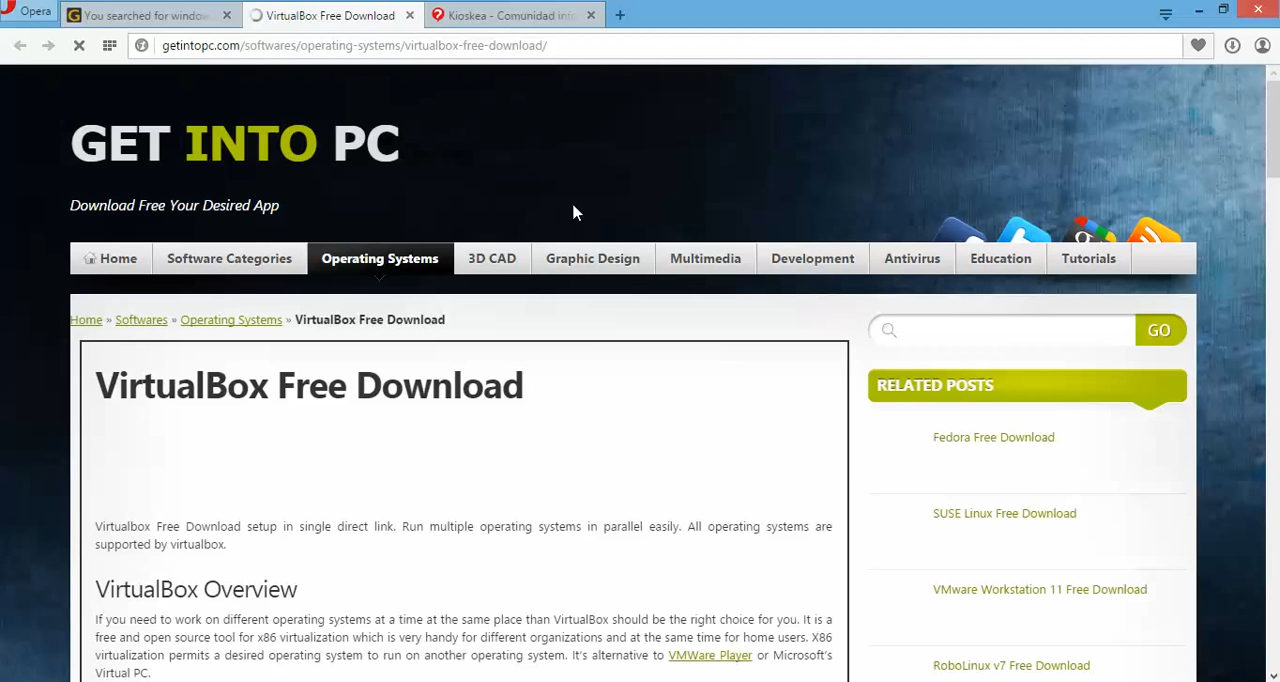 Opera
You searched for window
VirtualBox Free Download
Kioskea - Comunidad inf
getintopc.com/softwares/operating-systems/virtualbox-free-download/
GET INTO PC
Download Free Your Desired App
Home
Software Categories
Operating Systems
3D CAD
Graphic Design
Multimedia
Development
Antivirus
Education
Tutorials
Home » Softwares » Operating Systems » VirtualBox Free Download
GO
VirtualBox Free Download
RELATED POSTS
Fedora Free Download
SUSE Linux Free Download
VMware Workstation 11 Free Download
RoboLinux v7 Free Download
Virtualbox Free Download setup in single direct link. Run multiple operating systems in parallel easily. All operating systems are
supported by virtualbox.
VirtualBox Overview
If you need to work on different operating systems at a time at the same place than VirtualBox should be the right choice for you. It is a
free and open source tool for x86 virtualization which is very handy for different organizations and at the same time for home users. X86
virtualization permits a desired operating system to run on another operating system. It's alternative to VMWare Player or Microsoft's
Virtual PC.